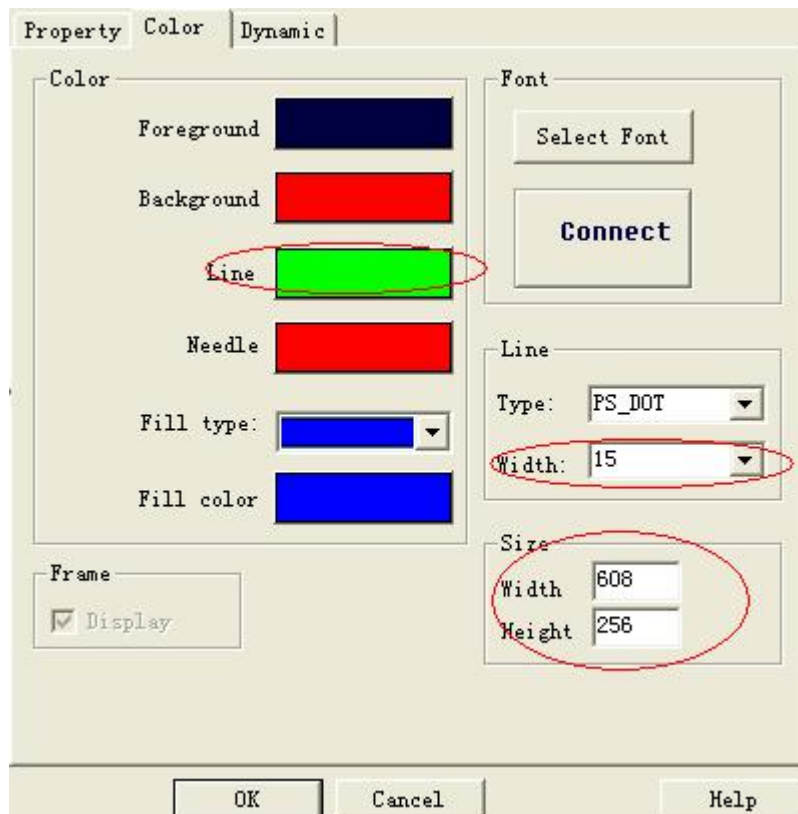 Property Color Dynamic
Color
Foreground
Background
Line
Needle
Fill type:
Fill color
Frame
Display
Font
Select Font
Connect
Line
Type: PS_DOT
Width: 15
Size
Width 608
Height 256
OK Cancel Help